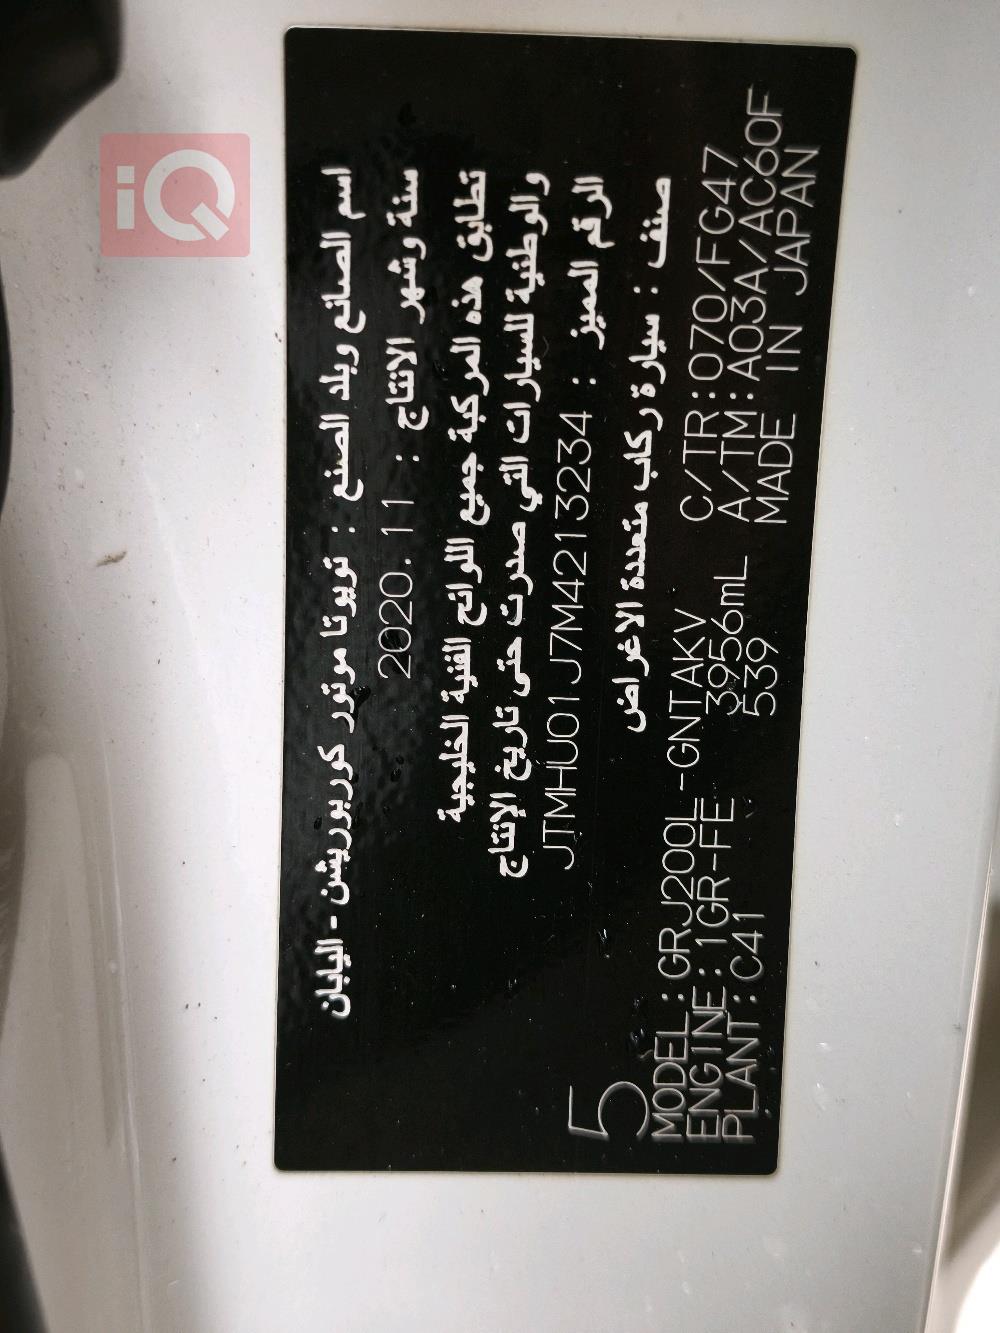 iQ
اسم الصانع وبلد الصنع : تويوتا موتور كوربوريشن - اليابان
سنة وشهر الانتاج : 2020.11
تطابق هذه المركبة جميع اللوائح الفنية الخليجية
والوطنية للسيارات التي صدرت حتى تاريخ الإنتاج
الرقم المميز : JTMHU01J7M4213234
صنف : سيارة ركاب متعددة الاغراض
5
MODEL:GRJ200L-GNTAKV C/TR:070/FG47
ENGINE:1GR-FE 3956mL A/TM:A03A/AC60F
PLANT:C41 539 MADE IN JAPAN